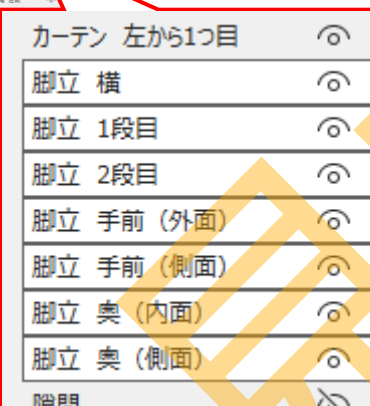 カーテン 左から1つ目
脚立 横
脚立 1段目
脚立 2段目
脚立 手前（外面）
脚立 手前（側面）
脚立 奥（内面）
脚立 奥（側面）
隙間